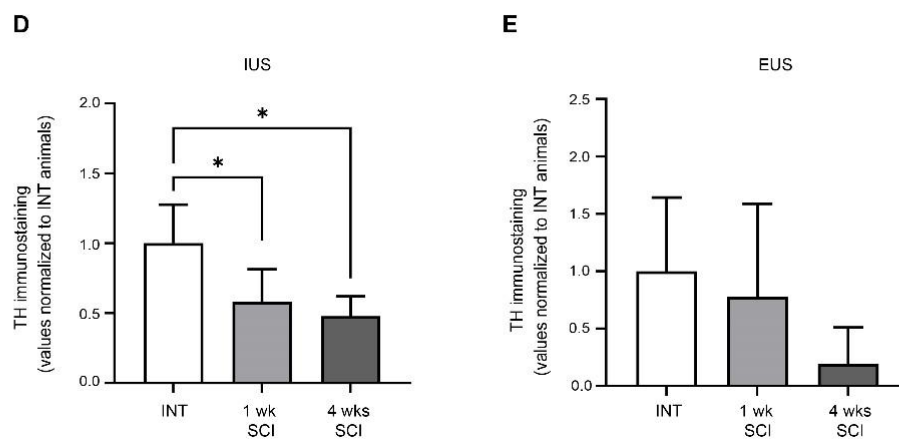 D
IUS
TH immunostaining
(values normalized to INT animals)
2.0
1.5
1.0
0.5
0.0
*
*
INT
1 wk
SCI
4 wks
SCI
E
EUS
TH immunostaining
(values normalized to INT animals)
2.5
2.0
1.5
1.0
0.5
0.0
INT
1 wk
SCI
4 wks
SCI